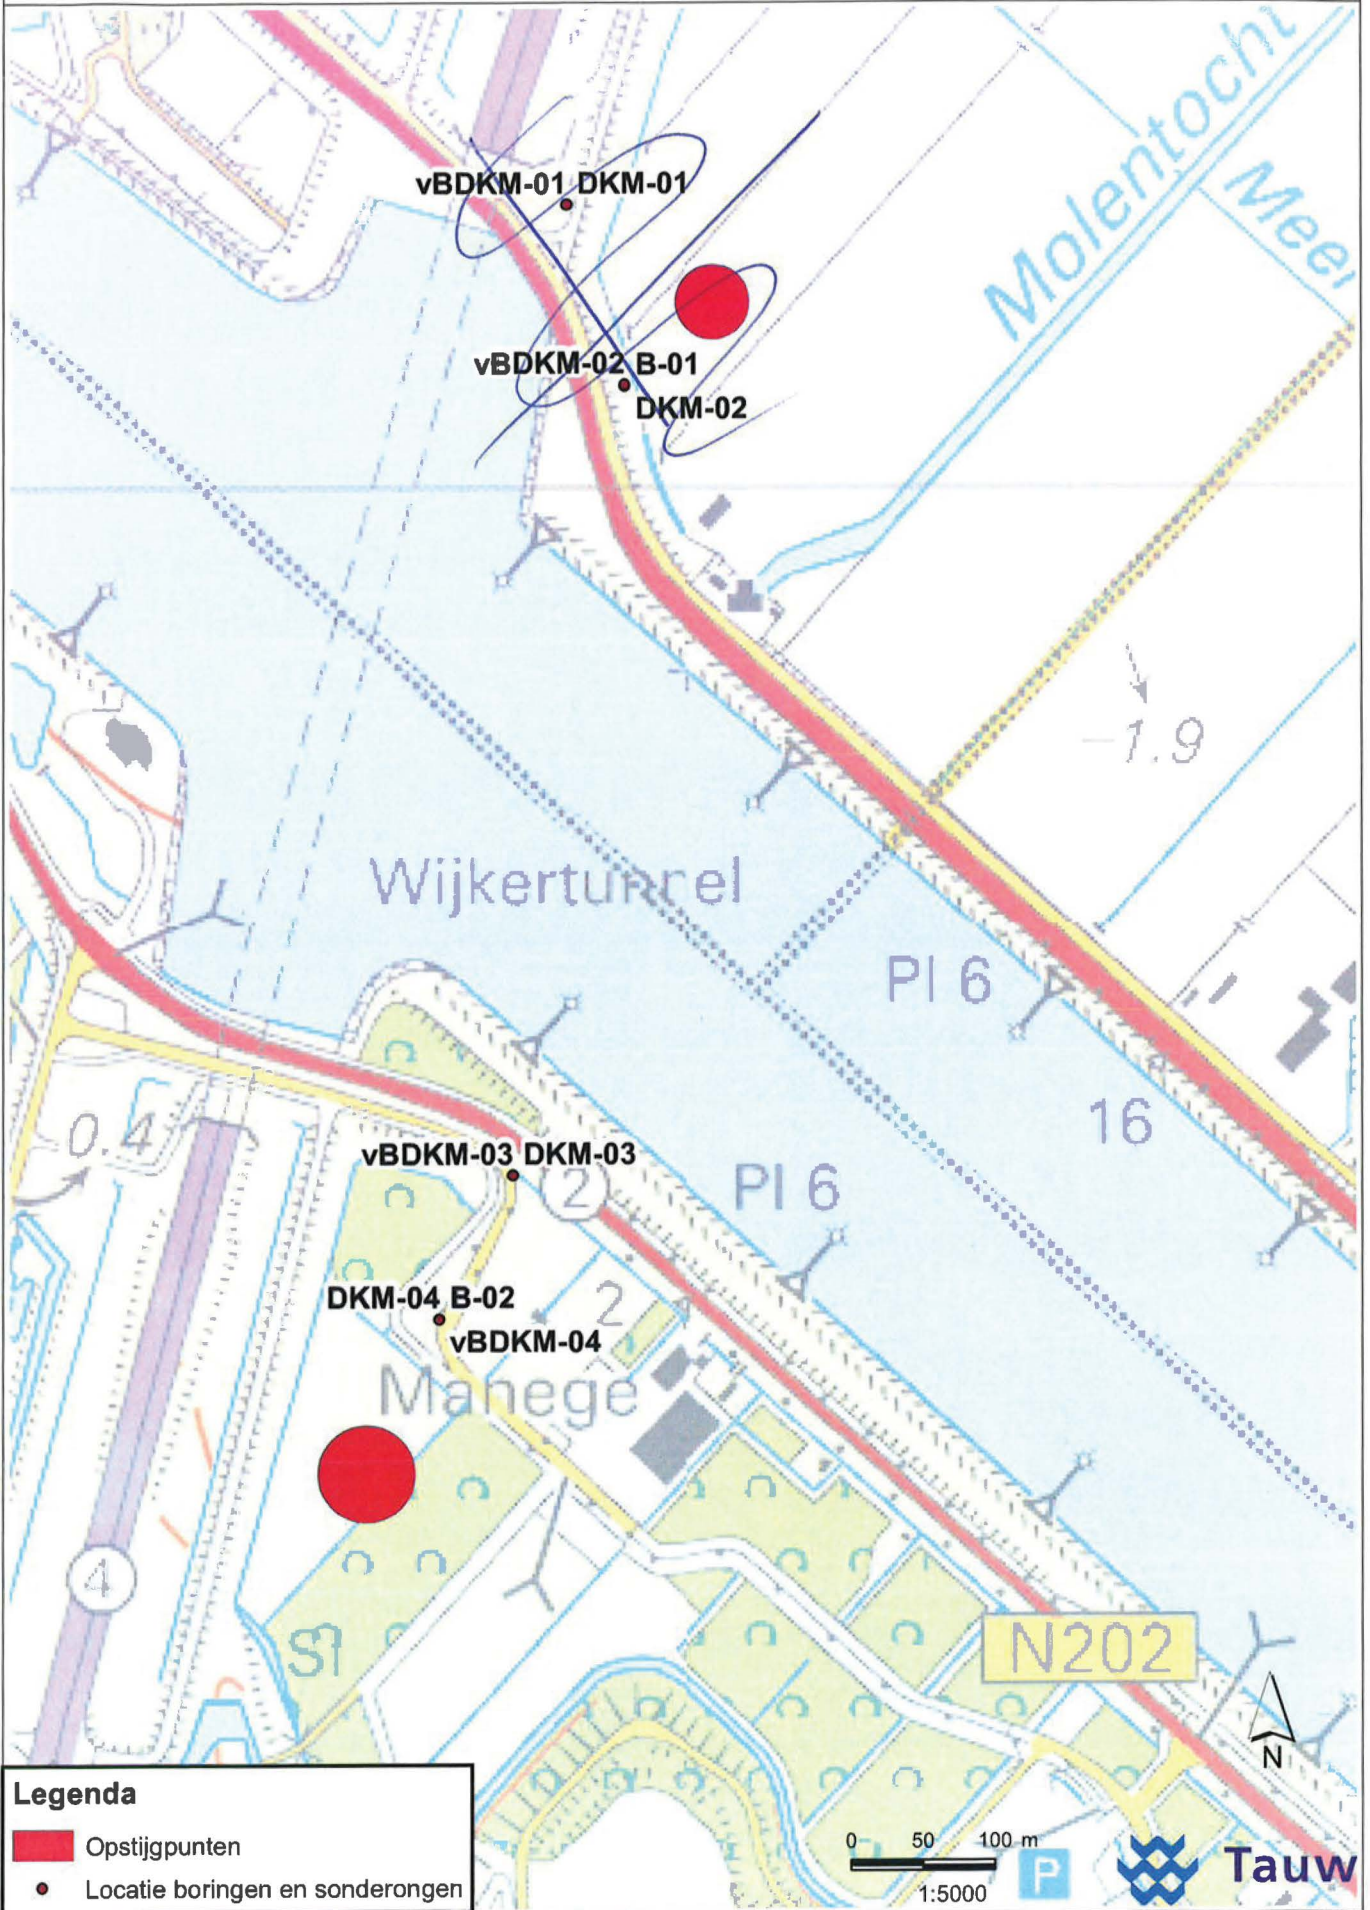 Molentocht
Meer
vBDKM-01 DKM-01
vBDKM-02 B-01
DKM-02
-1.9
Wijkertunnel
Pl 6
16
0.4
vBDKM-03 DKM-03
2
Pl 6
DKM-04 B-02
2
vBDKM-04
Manege
4
N202
N
Legenda
Opstijgpunten
Locatie boringen en sonderongen
0 50 100 m
1:5000
P
Tauw